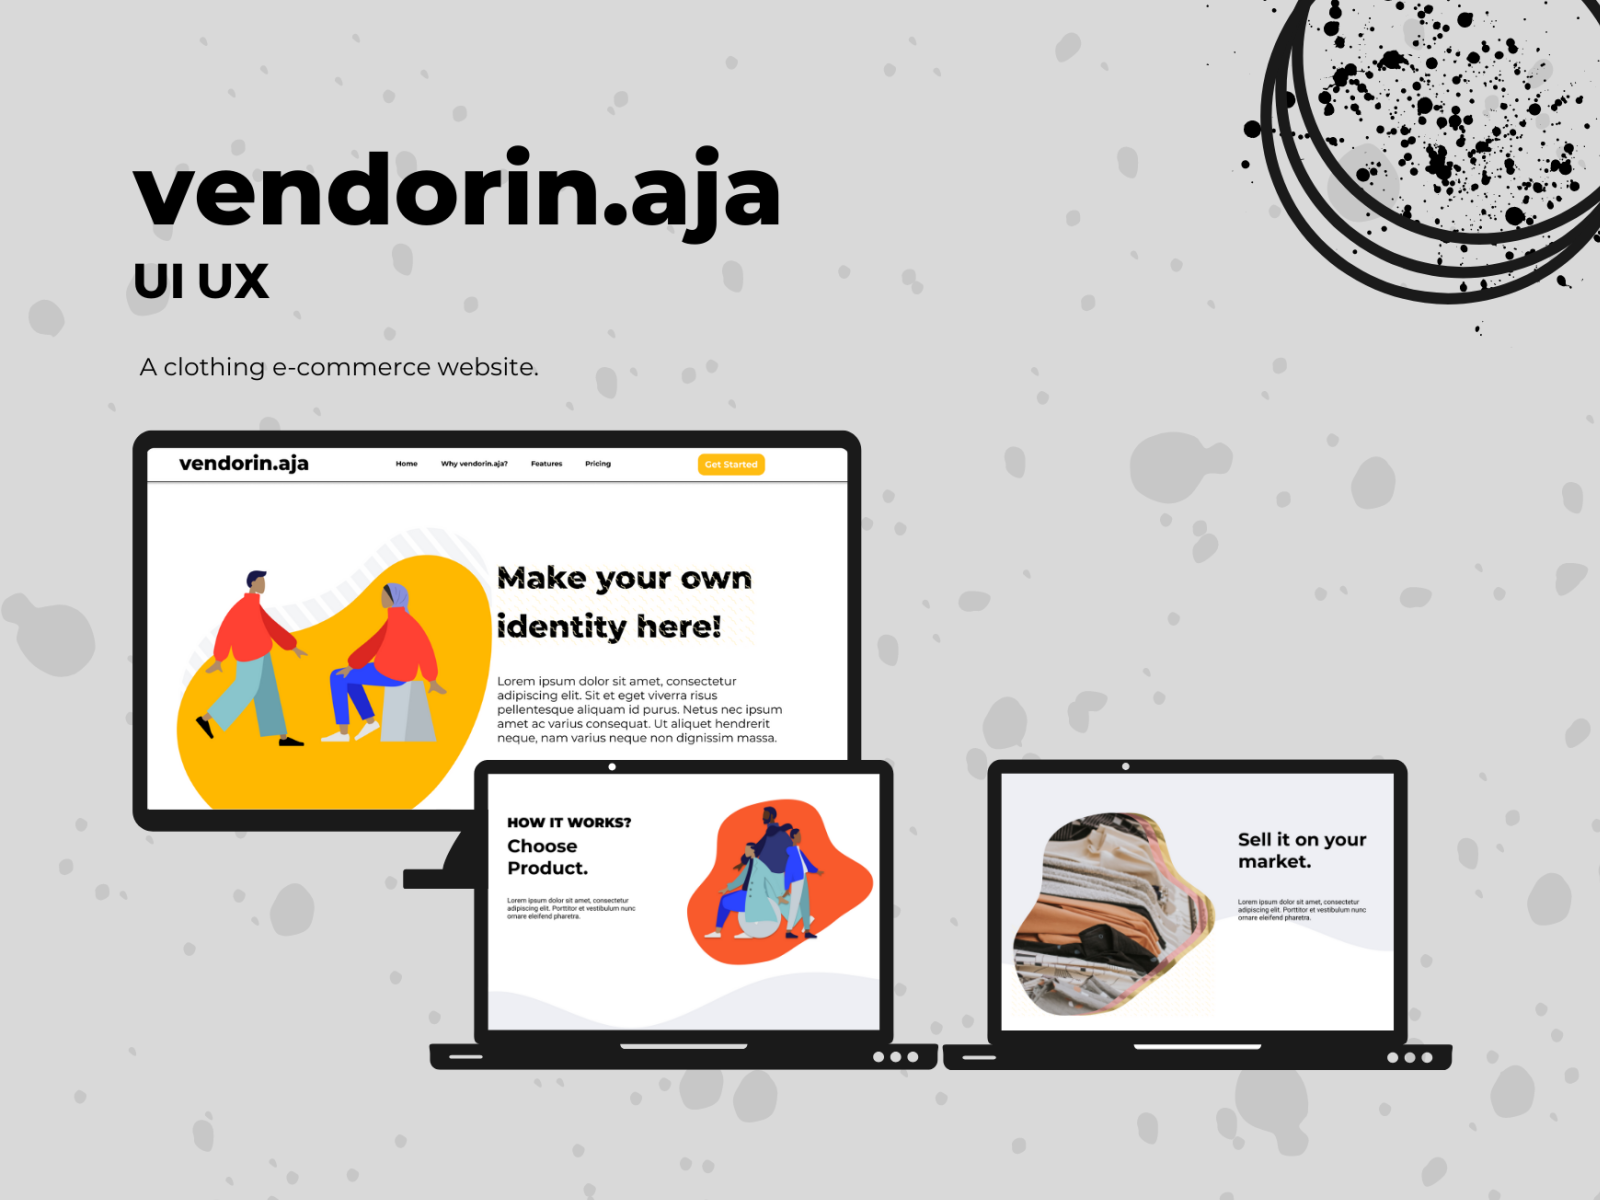 vendorin.aja
UI UX
A clothing e-commerce website.
vendorin.aja
Home
Why vendorin.aja?
Features
Pricing
Get Started
Make your own
identity here!
Lorem ipsum dolor sit amet, consectetur
adipiscing elit. Sit et eget viverra risus
pellentesque aliquam id purus. Netus nec ipsum
amet ac varius consequat. Ut aliquet hendrerit
neque, nam varius neque non dignissim massa.
HOW IT WORKS?
Choose
Product.
Lorem ipsum dolor sit amet, consectetur
adipiscing elit. Porttitor et vestibulum nunc
ornare eleifend pharetra.
Sell it on your
market.
Lorem ipsum dolor sit amet, consectetur
adipiscing elit. Porttitor et vestibulum nunc
ornare eleifend pharetra.